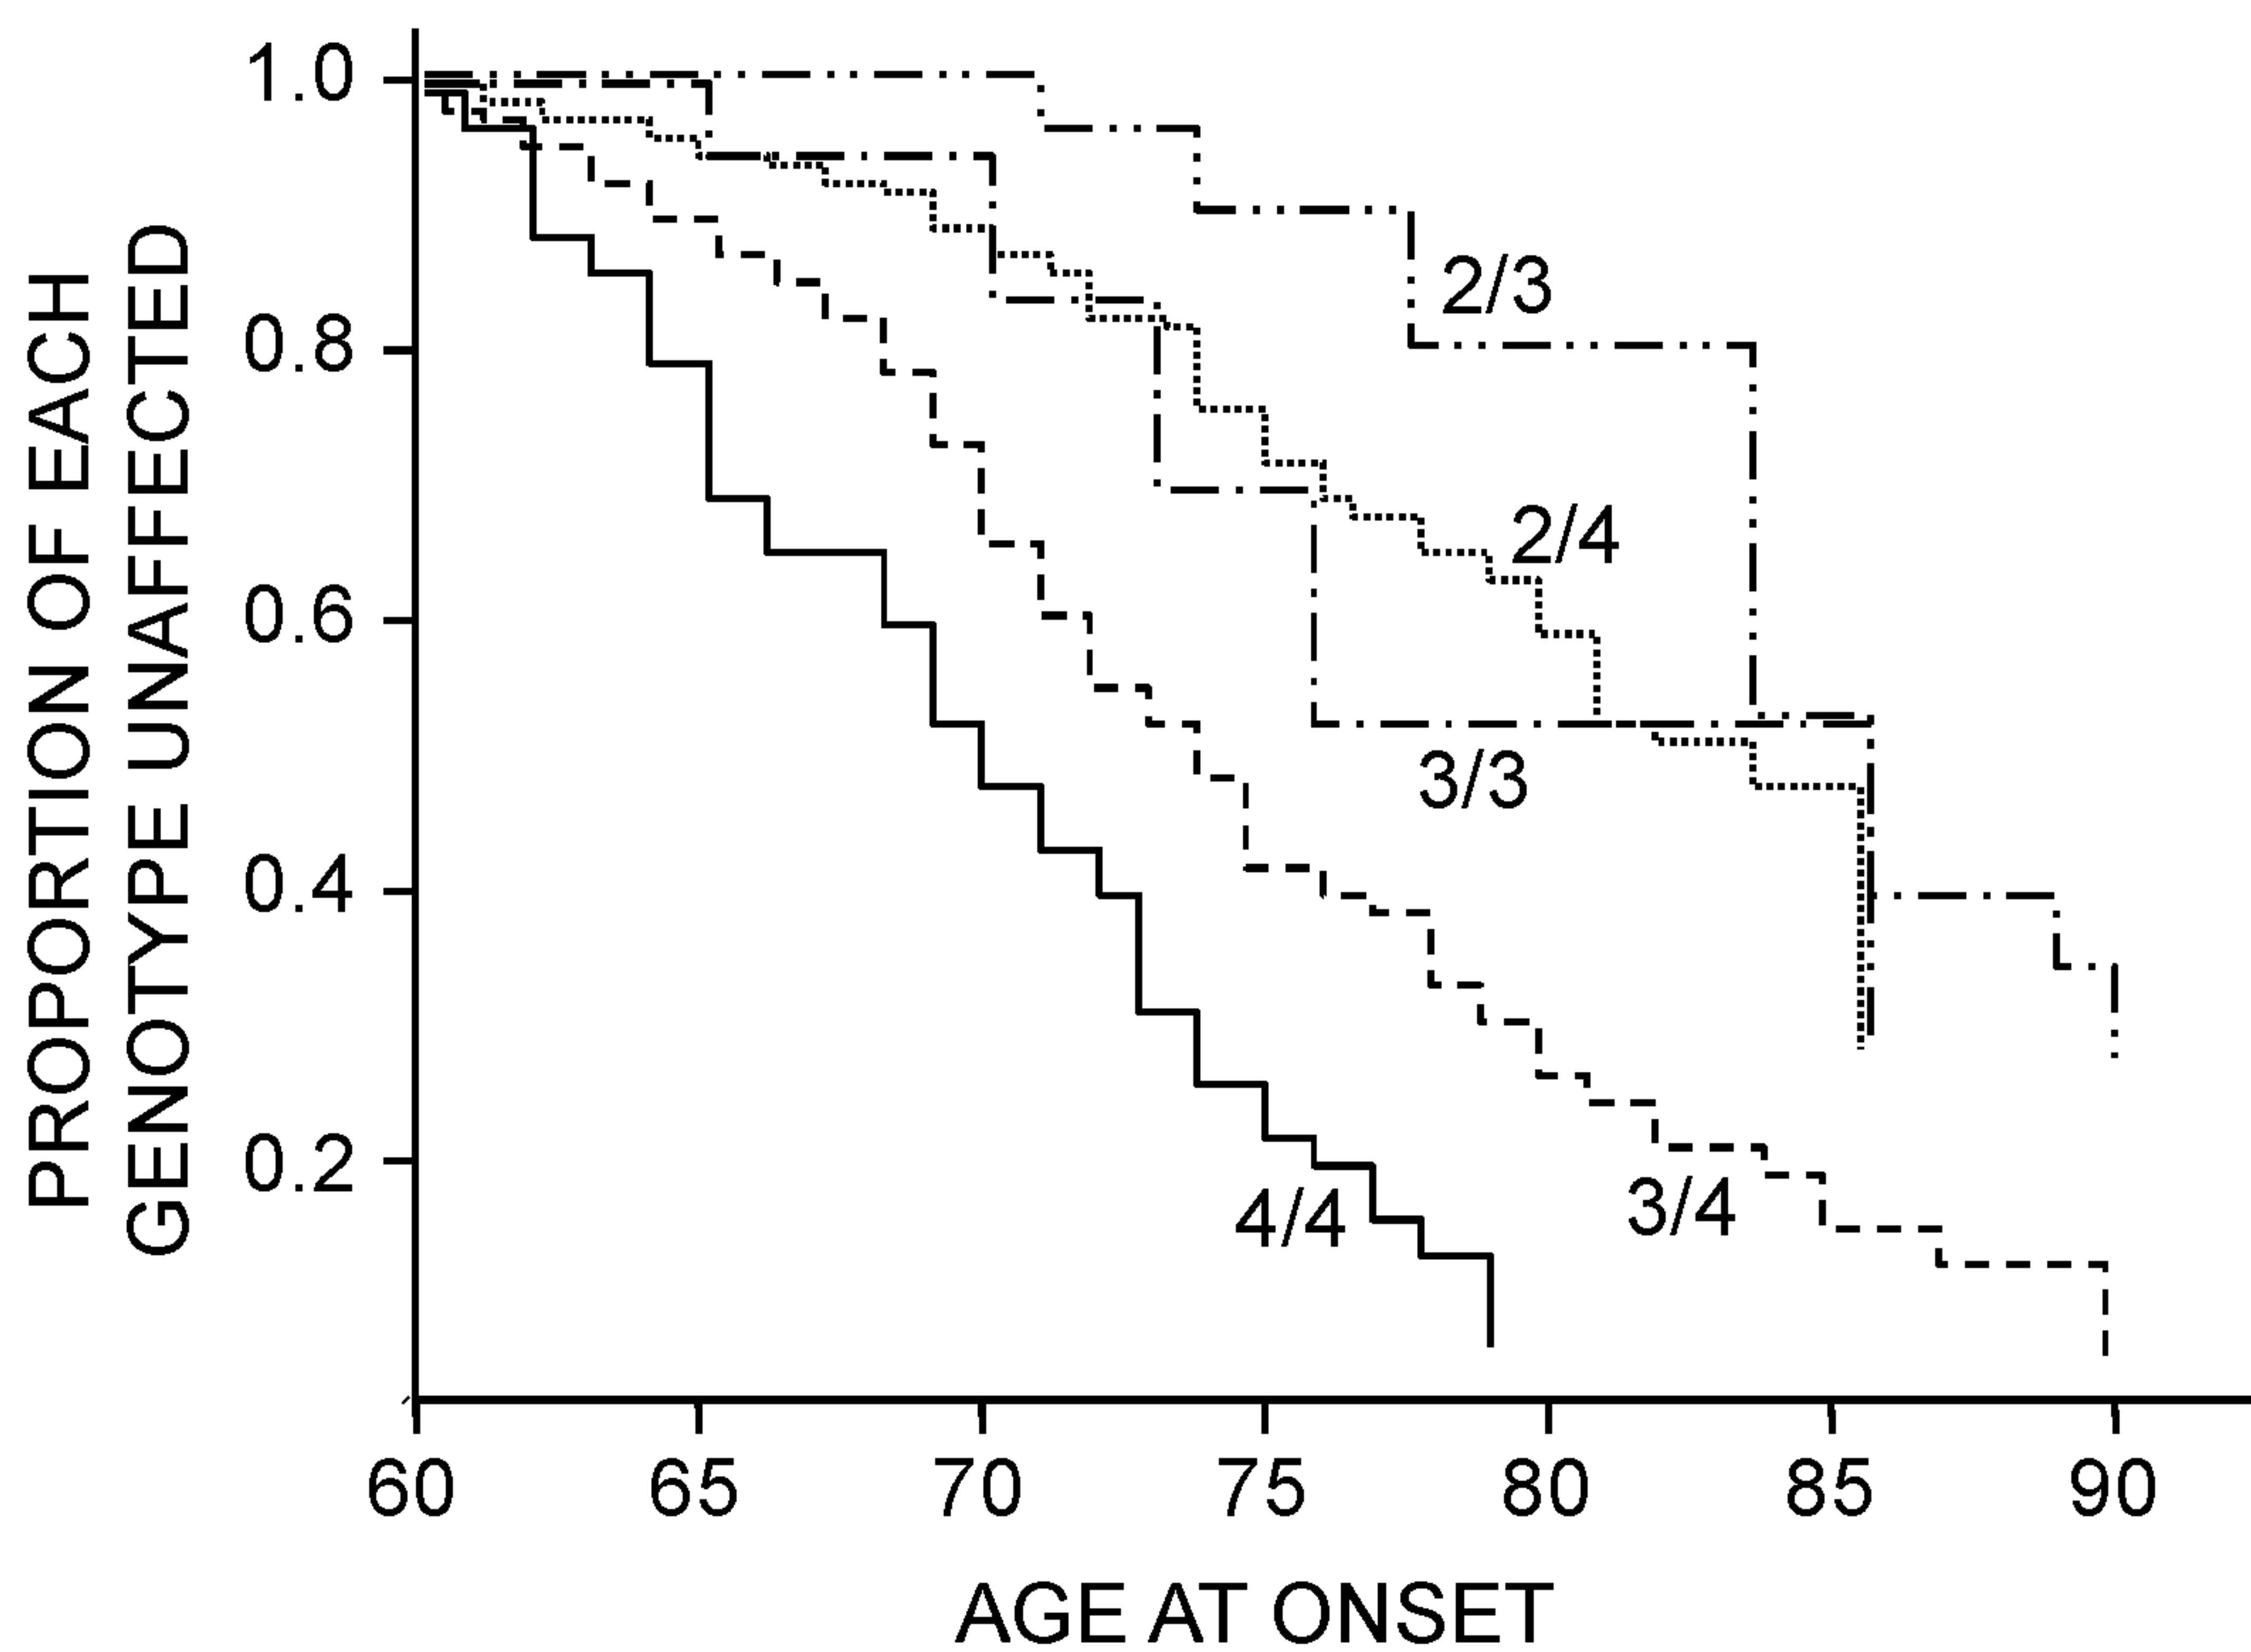 PROPORTION OF EACH
GENOTYPE UNAFFECTED
1.0
0.8
0.6
0.4
0.2
2/3
2/4
3/3
3/4
4/4
60 65 70 75 80 85 90
AGE AT ONSET